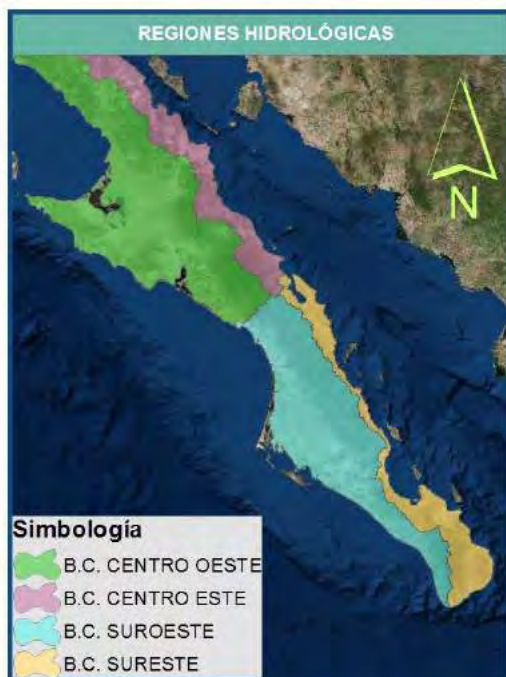 REGIONES HIDROLÓGICAS
N
Simbología
B.C. CENTRO OESTE
B.C. CENTRO ESTE
B.C. SUROESTE
B.C. SURESTE